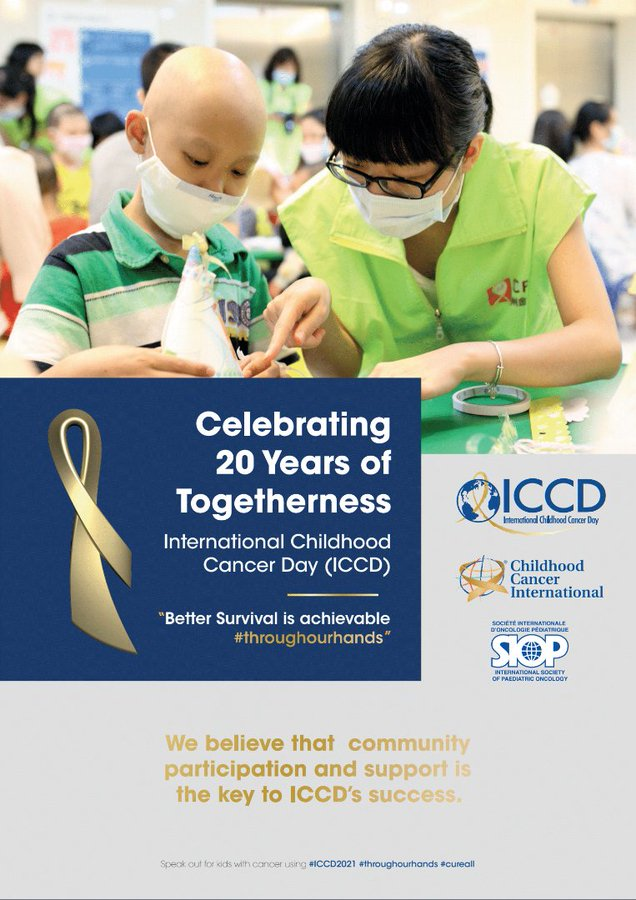 Celebrating
20 Years of
Togetherness
International Childhood
Cancer Day (ICCD)
“Better Survival is achievable
#throughourhands”
ICCD
International Childhood Cancer Day
Childhood
Cancer
International
SOCIÉTÉ INTERNATIONALE
D'ONCOLOGIE PÉDIATRIQUE
SIOP
INTERNATIONAL SOCIETY
OF PAEDIATRIC ONCOLOGY
We believe that community
participation and support is
the key to ICCD's success.
Speak out for kids with cancer using #ICCD2021 #throughourhands #cureall